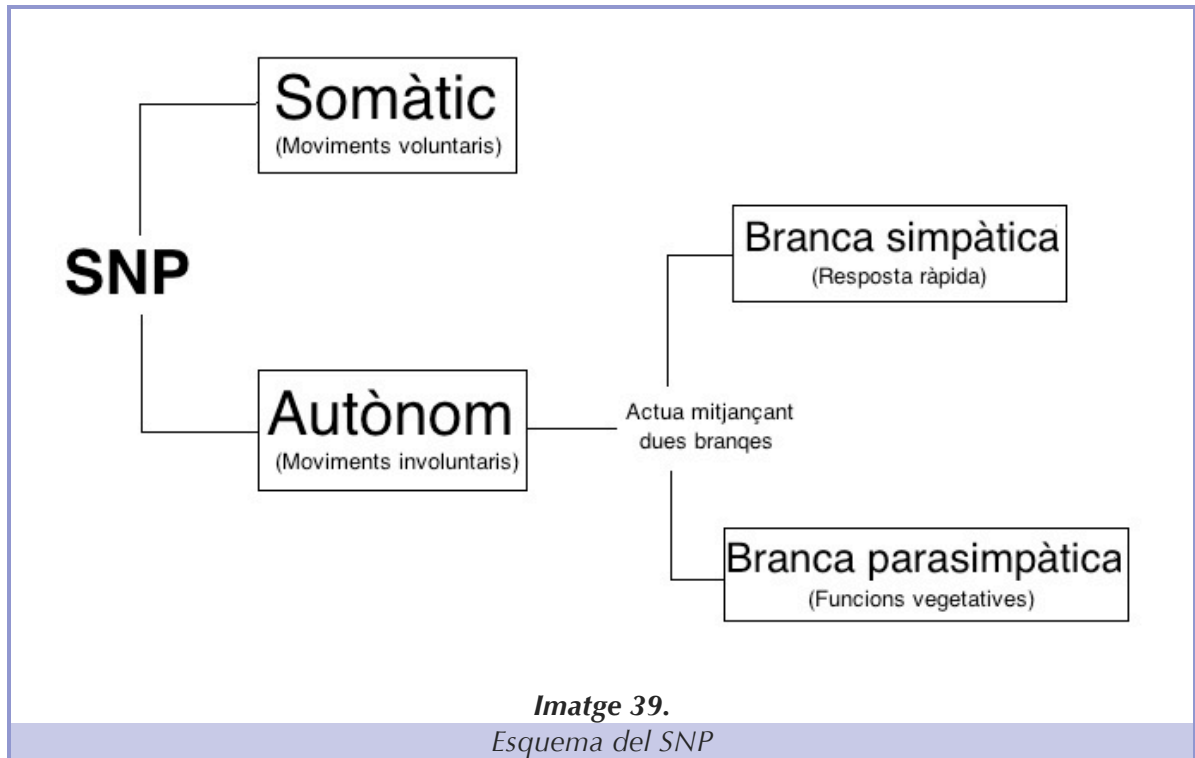 Somàtic
(Moviments voluntaris)
SNP
Branca simpàtica
(Resposta ràpida)
Autònom
(Moviments involuntaris)
Actua mitjançant
dues branqes
Branca parasimpàtica
(Funcions vegetatives)
Imatge 39.
Esquema del SNP